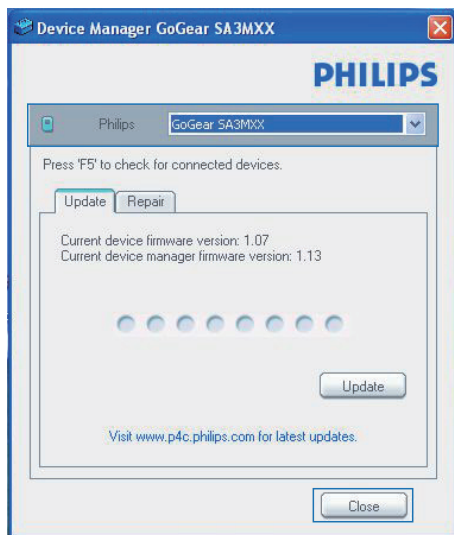 Device Manager GoGear SA3MXX
PHILIPS
Philips GoGear SA3MXX
Press 'F5' to check for connected devices.
Update Repair
Current device firmware version: 1.07
Current device manager firmware version: 1.13
Update
Visit www.p4c.philips.com for latest updates.
Close